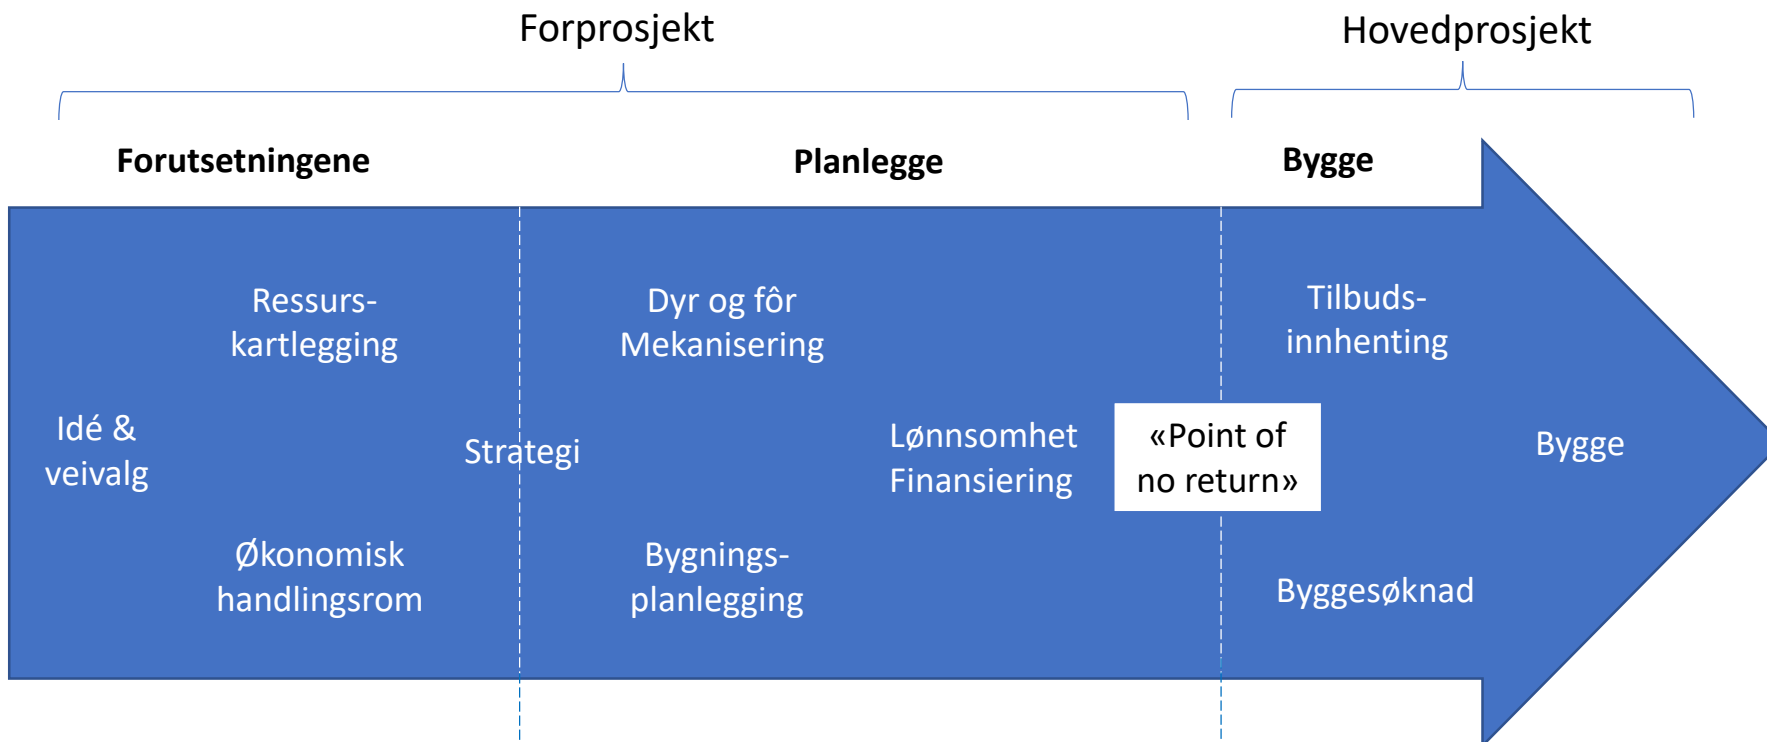 Forprosjekt
Hovedprosjekt
Forutsetningene
Planlegge
Bygge
Idé &
veivalg
Ressurs-
kartlegging
Økonomisk
handlingsrom
Strategi
Dyr og fôr
Mekanisering
Bygnings-
planlegging
Lønnsomhet
Finansiering
«Point of
no return»
Tilbuds-
innhenting
Byggesøknad
Bygge